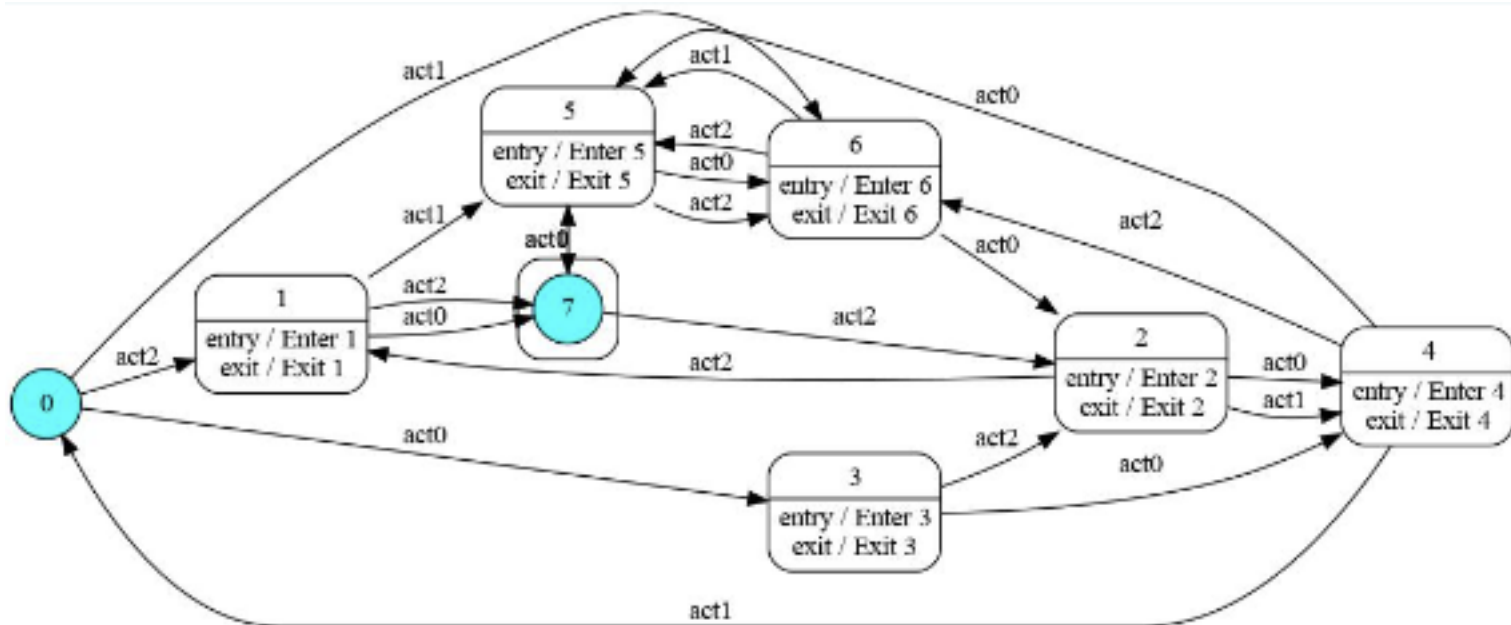 act1
act0
act1
5
entry / Enter 5
exit / Exit 5
act2
act0
act2
6
entry / Enter 6
exit / Exit 6
act1
act2
act0
act0
1
entry / Enter 1
exit / Exit 1
act2
act0
7
act2
2
entry / Enter 2
exit / Exit 2
4
entry / Enter 4
exit / Exit 4
act2
act2
act0
act1
0
act0
act2
act0
3
entry / Enter 3
exit / Exit 3
act1